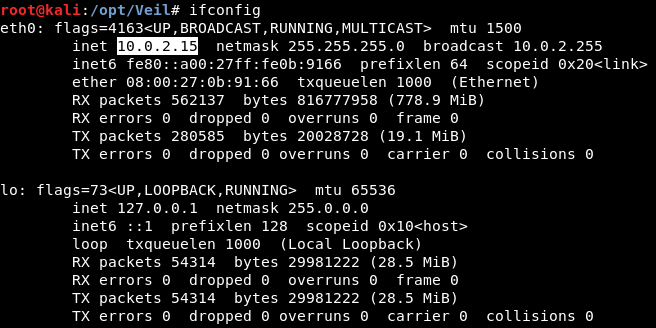 root@kali:/opt/Veil# ifconfig
eth0: flags=4163<UP,BROADCAST,RUNNING,MULTICAST>  mtu 1500
        inet 10.0.2.15  netmask 255.255.255.0  broadcast 10.0.2.255
        inet6 fe80::a00:27ff:fe0b:9166  prefixlen 64  scopeid 0x20<link>
        ether 08:00:27:0b:91:66  txqueuelen 1000  (Ethernet)
        RX packets 562137  bytes 816777958 (778.9 MiB)
        RX errors 0  dropped 0  overruns 0  frame 0
        TX packets 280585  bytes 20028728 (19.1 MiB)
        TX errors 0  dropped 0 overruns 0  carrier 0  collisions 0

lo: flags=73<UP,LOOPBACK,RUNNING>  mtu 65536
        inet 127.0.0.1  netmask 255.0.0.0
        inet6 ::1  prefixlen 128  scopeid 0x10<host>
        loop  txqueuelen 1000  (Local Loopback)
        RX packets 54314  bytes 29981222 (28.5 MiB)
        RX errors 0  dropped 0  overruns 0  frame 0
        TX packets 54314  bytes 29981222 (28.5 MiB)
        TX errors 0  dropped 0 overruns 0  carrier 0  collisions 0